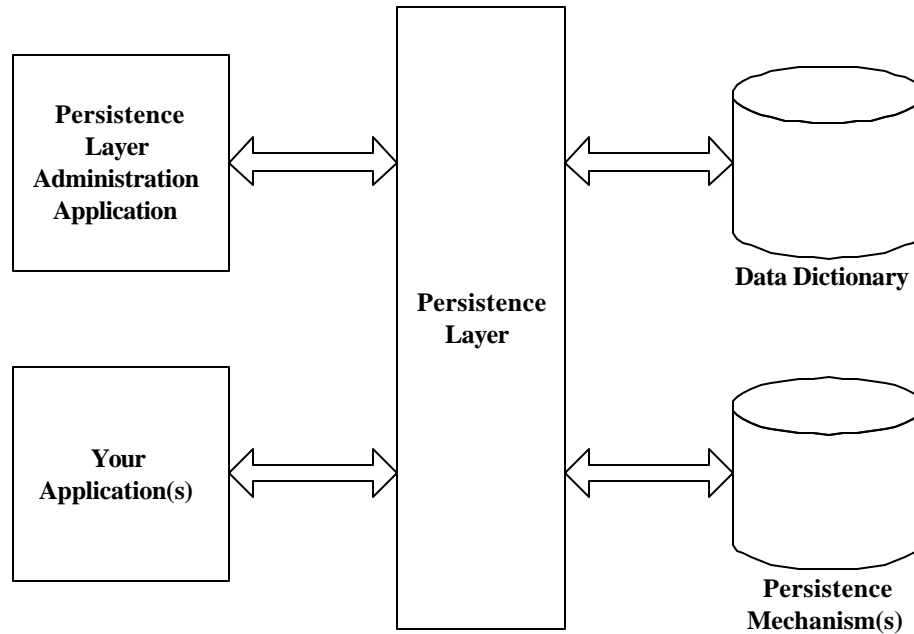 Persistence
Layer
Administration
Application
Data Dictionary
Persistence
Layer
Your
Application(s)
Persistence
Mechanism(s)